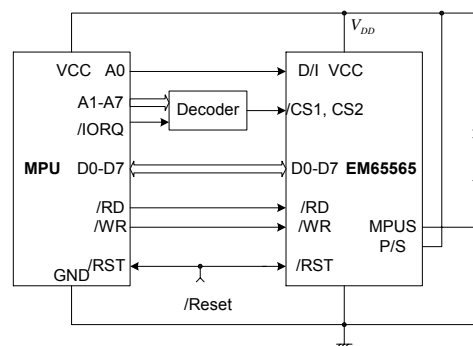 V_DD
VCC A0
D/I VCC
A1-A7
Decoder
/CS1, CS2
/IORQ
MPU D0-D7
D0-D7 EM65565
/RD
/RD
/WR
/WR
MPUS
P/S
/RST
/RST
GND
/Reset